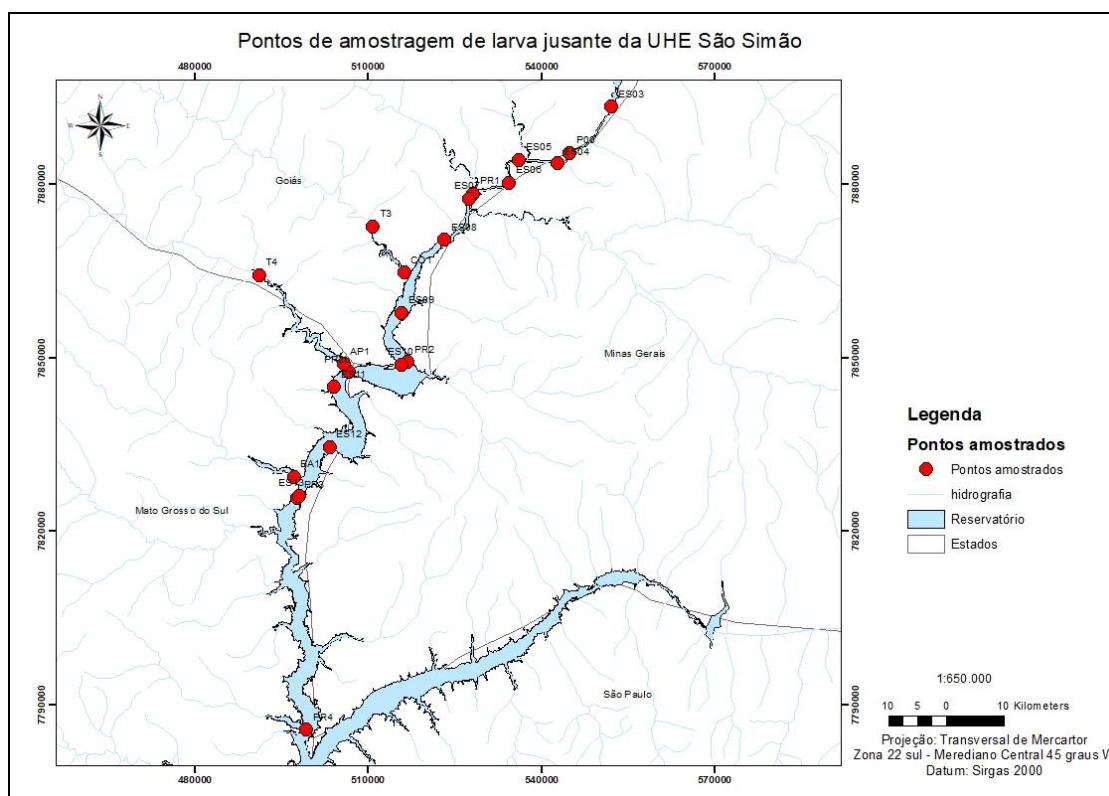 Pontos de amostragem de larva jusante da UHE São Simão
480000 510000 540000 570000
ES03
P00
ES05
ES04
ES06
7880000 7880000
Goiás
PR1
T3
ES08
CO1
T4
ES09
7850000 7850000
AP1
ES10
PR2
Minas Gerais
ES12
BA1
Mato Grosso do Sul
7820000 7820000
São Paulo
7790000 7790000
PR4
480000 510000 540000 570000
Legenda
Pontos amostrados
Pontos amostrados
hidrografia
Reservatório
Estados
1:650.000
10 5 0 10 Kilometers
Projeção: Transversal de Mercartor
Zona 22 sul - Merediano Central 45 graus W
Datum: Sirgas 2000